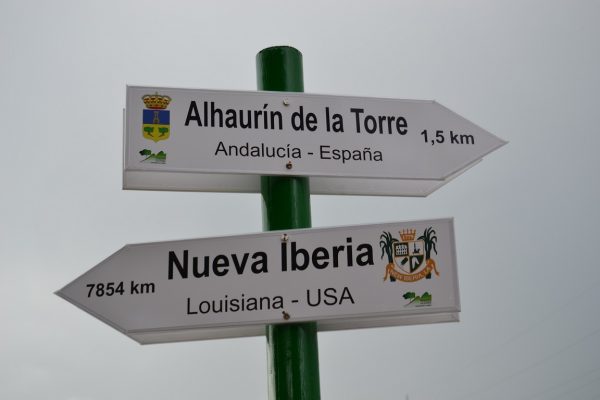 Alhaurín de la Torre
1,5 km
Andalucía - España
Nueva Iberia
7854 km
Louisiana - USA